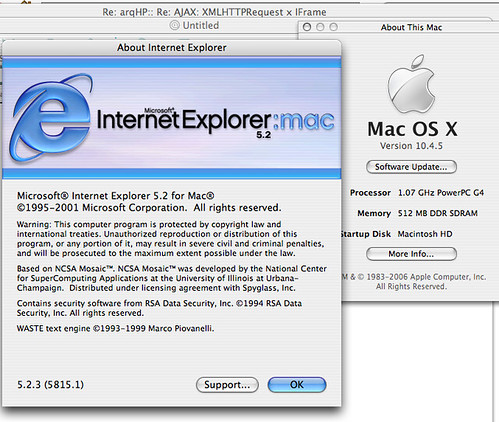 Re: arqHP:: Re: AJAX: XMLHTTPRequest x IFrame
Untitled
About Internet Explorer
Microsoft®
Internet Explorer:mac
5.2
Microsoft® Internet Explorer 5.2 for Mac®
©1995-2001 Microsoft Corporation. All rights reserved.
Warning: This computer program is protected by copyright law and
international treaties. Unauthorized reproduction or distribution of this
program, or any portion of it, may result in severe civil and criminal penalties,
and will be prosecuted to the maximum extent possible under the law.
Based on NCSA Mosaic™. NCSA Mosaic™ was developed by the National Center
for SuperComputing Applications at the University of Illinois at Urbana-
Champaign. Distributed under licensing agreement with Spyglass, Inc.
Contains security software from RSA Data Security, Inc. ©1994 RSA Data
Security, Inc. All rights reserved.
WASTE text engine ©1993-1999 Marco Piovanelli.
5.2.3 (5815.1)
Support...
OK
About This Mac
Mac OS X
Version 10.4.5
Software Update...
Processor 1.07 GHz PowerPC G4
Memory 512 MB DDR SDRAM
Startup Disk Macintosh HD
More Info...
TM & © 1983-2006 Apple Computer, Inc.
All Rights Reserved.